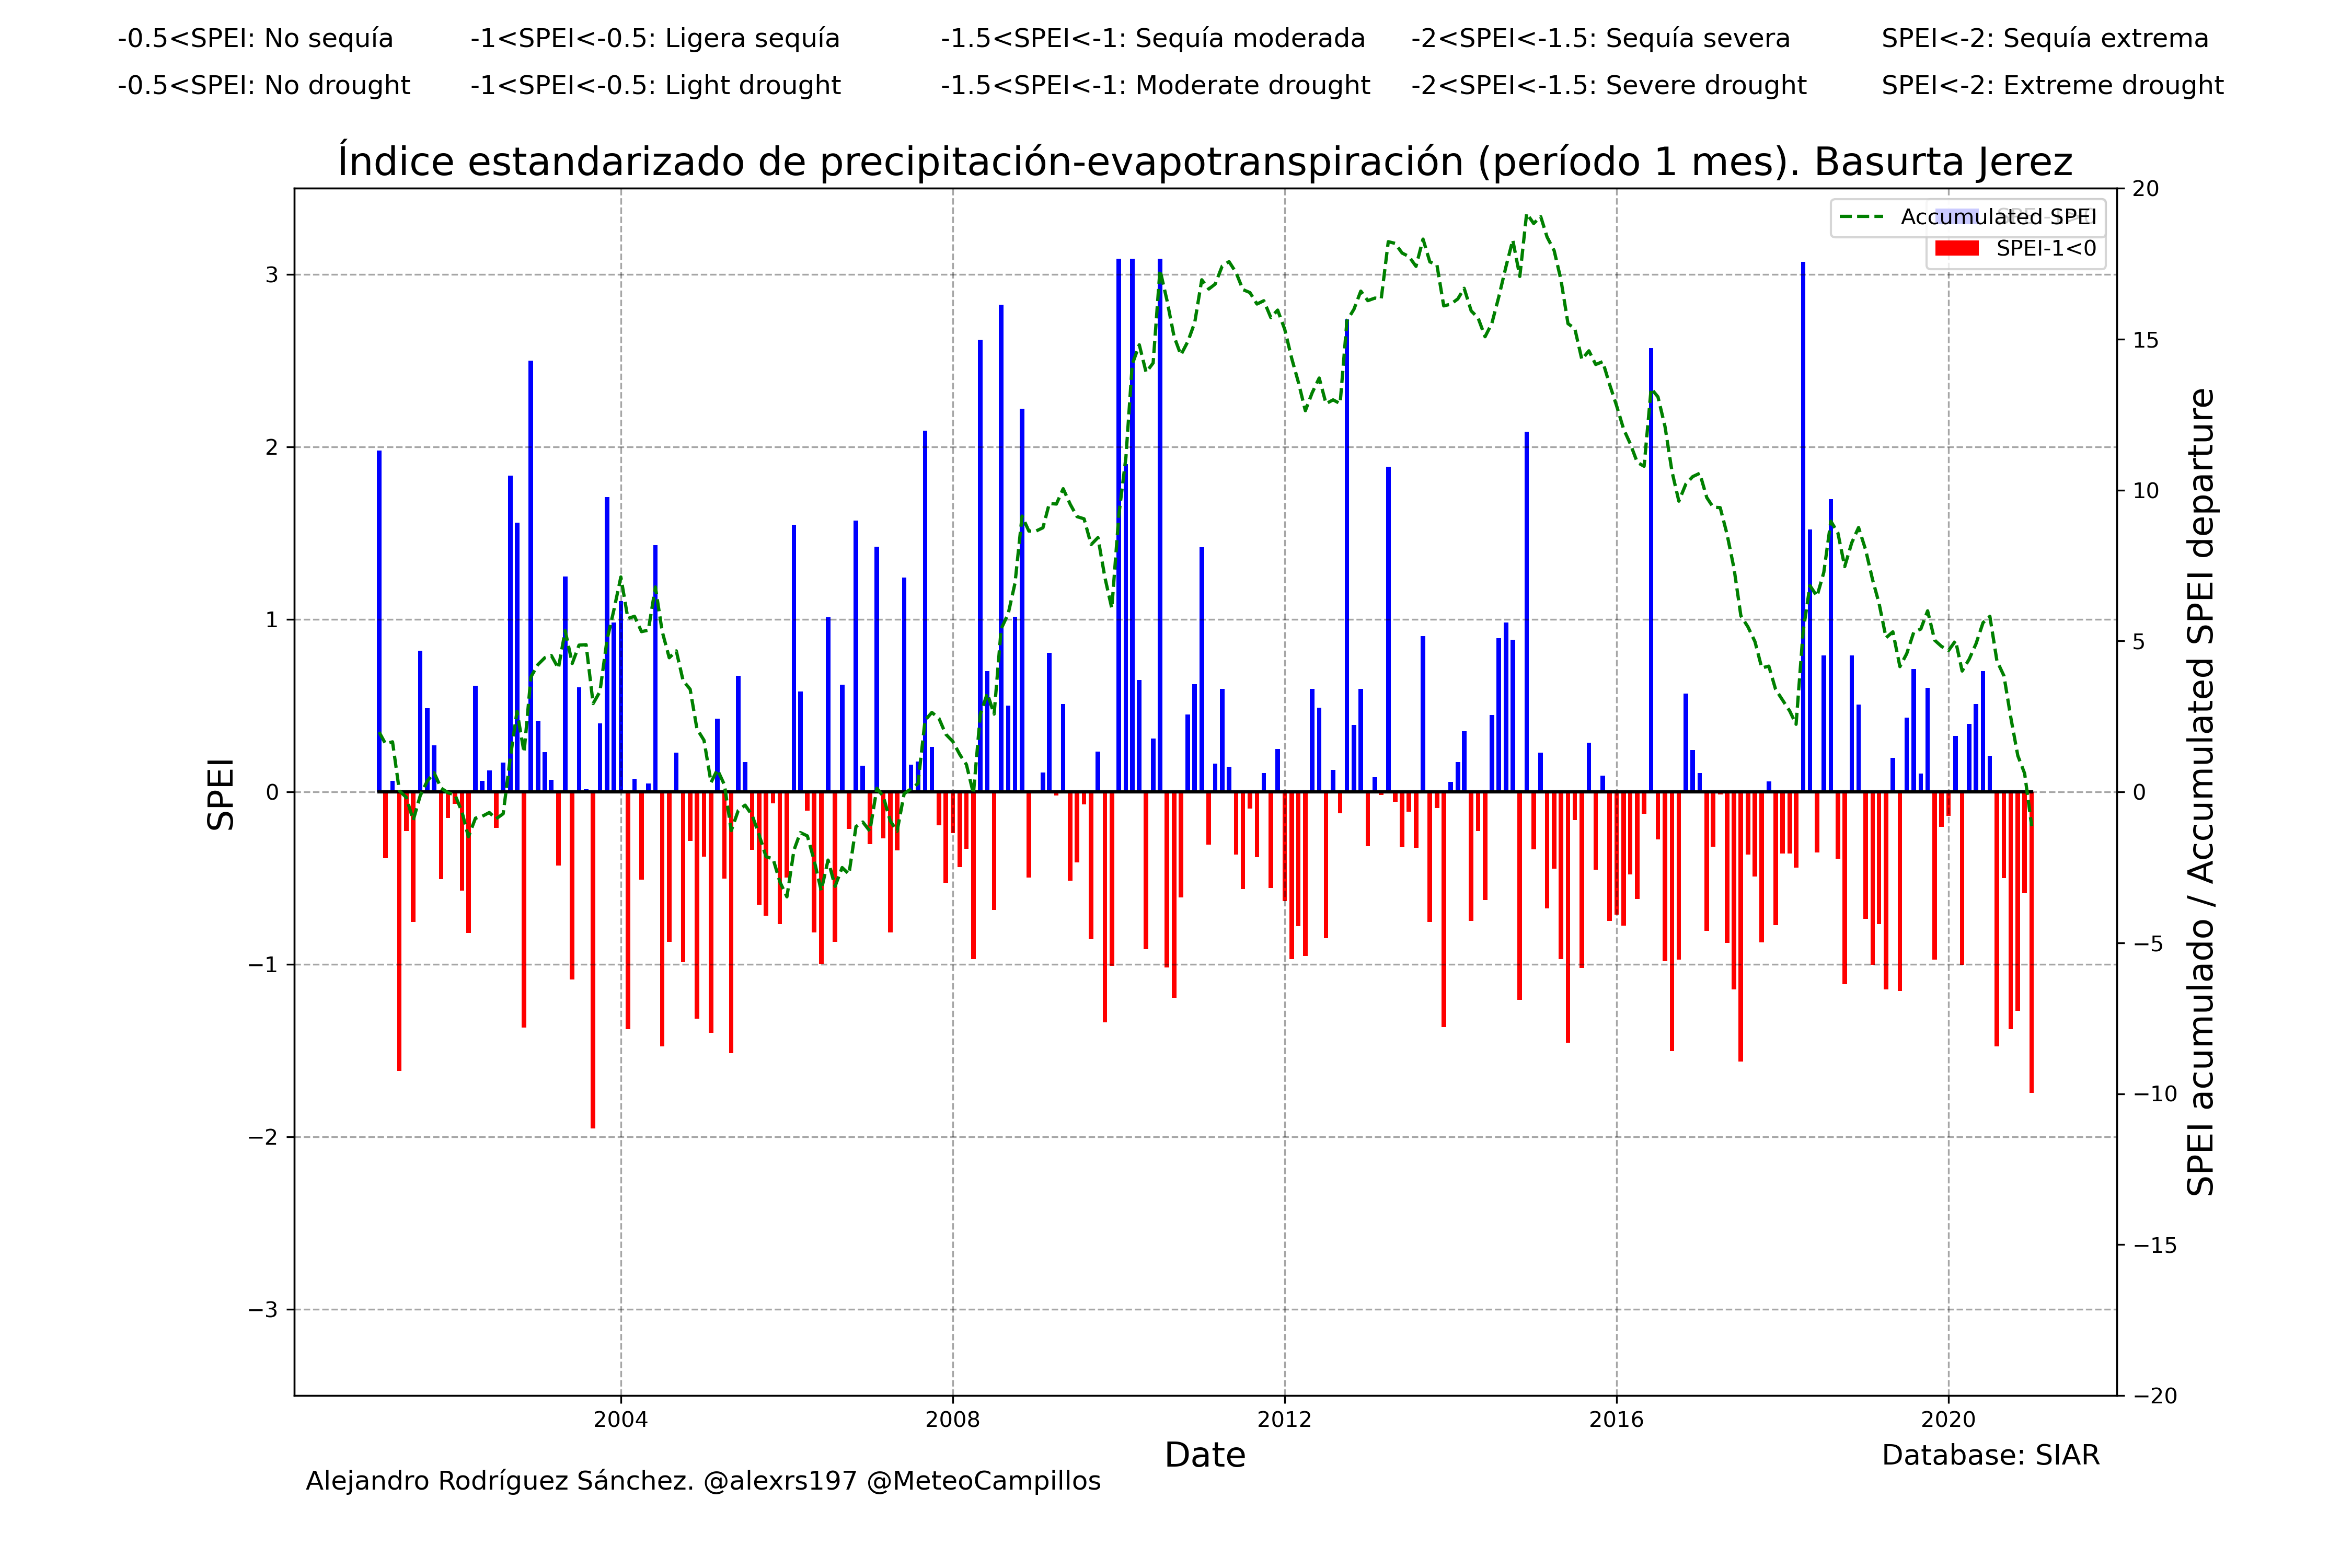 -0.5<SPEI: No sequía -1<SPEI<-0.5: Ligera sequía -1.5<SPEI<-1: Sequía moderada -2<SPEI<-1.5: Sequía severa SPEI<-2: Sequía extrema
-0.5<SPEI: No drought -1<SPEI<-0.5: Light drought -1.5<SPEI<-1: Moderate drought -2<SPEI<-1.5: Severe drought SPEI<-2: Extreme drought
Índice estandarizado de precipitación-evapotranspiración (período 1 mes). Basurta Jerez
Accumulated SPEI
SPEI-1<0
3
2
1
0
−1
−2
−3
SPEI
20
15
10
5
0
−5
−10
−15
−20
SPEI acumulado / Accumulated SPEI departure
2004 2008 2012 2016 2020
Date
Database: SIAR
Alejandro Rodríguez Sánchez. @alexrs197 @MeteoCampillos